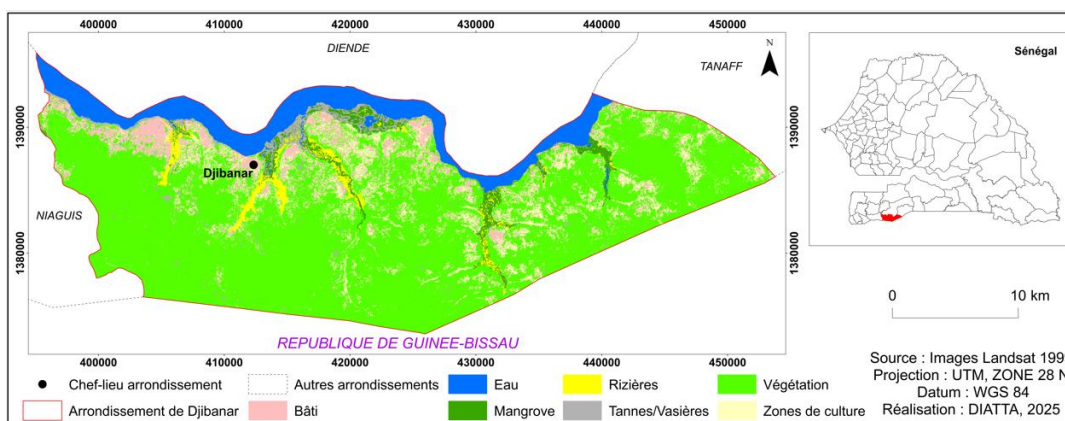 400000 410000 420000 430000 440000 450000
DIENDE
TANAFF
N
Sénégal
1390000
1390000
Djibanar
NIAGUIS
1380000
1380000
REPUBLIQUE DE GUINEE-BISSAU
0 10 km
400000 410000 420000 430000 440000 450000
Chef-lieu arrondissement
Arrondissement de Djibanar
Autres arrondissements
Bâti
Eau
Mangrove
Rizières
Tannes/Vasières
Végétation
Zones de culture
Source : Images Landsat 199
Projection : UTM, ZONE 28 N
Datum : WGS 84
Réalisation : DIATTA, 2025